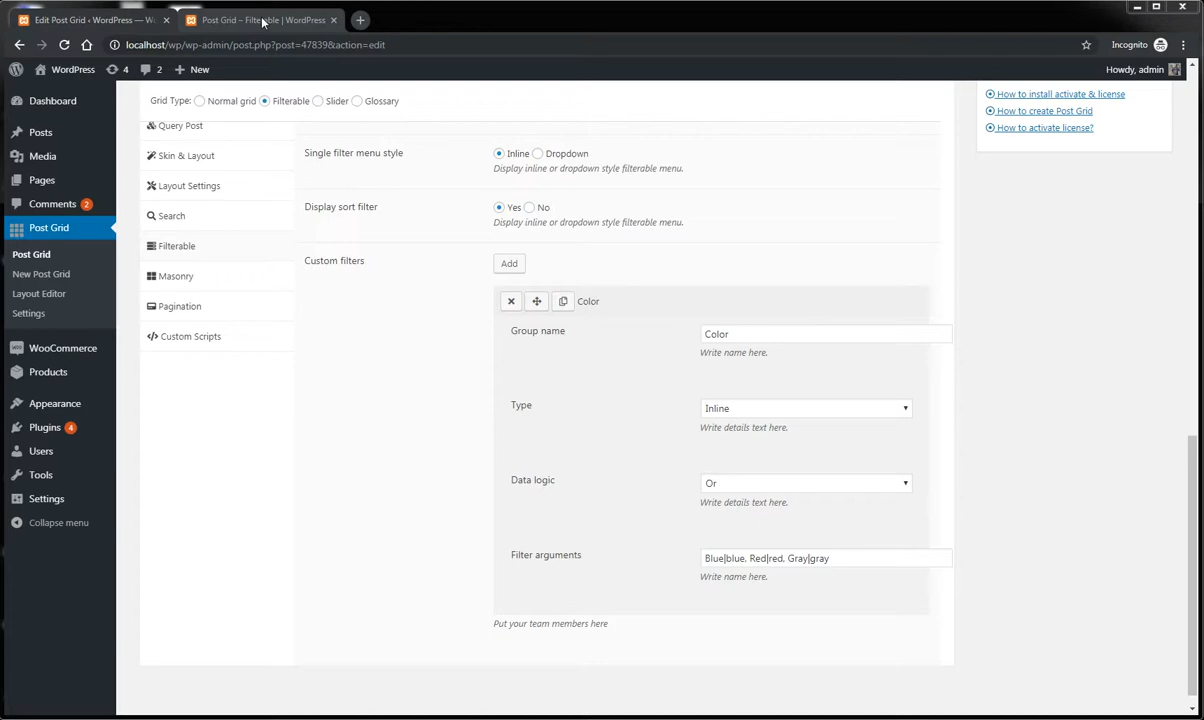 Edit Post Grid ‹ WordPress — W
Post Grid – Filterable | WordPress
localhost/wp/wp-admin/post.php?post=47839&action=edit
Incognito
WordPress 4 2 New
Howdy, admin
Grid Type: Normal grid Filterable Slider Glossary
Dashboard
Posts
Media
Pages
Comments 2
Post Grid
Post Grid
New Post Grid
Layout Editor
Settings
WooCommerce
Products
Appearance
Plugins 4
Users
Tools
Settings
Collapse menu
Query Post
Skin & Layout
Layout Settings
Search
Filterable
Masonry
Pagination
Custom Scripts
Single filter menu style
Inline Dropdown
Display inline or dropdown style filterable menu.
Display sort filter
Yes No
Display inline or dropdown style filterable menu.
Custom filters
Add
Color
Group name
Color
Write name here.
Type
Inline
Write details text here.
Data logic
Or
Write details text here.
Filter arguments
Blue|blue, Red|red, Gray|gray
Write name here.
Put your team members here
How to install activate & license
How to create Post Grid
How to activate license?